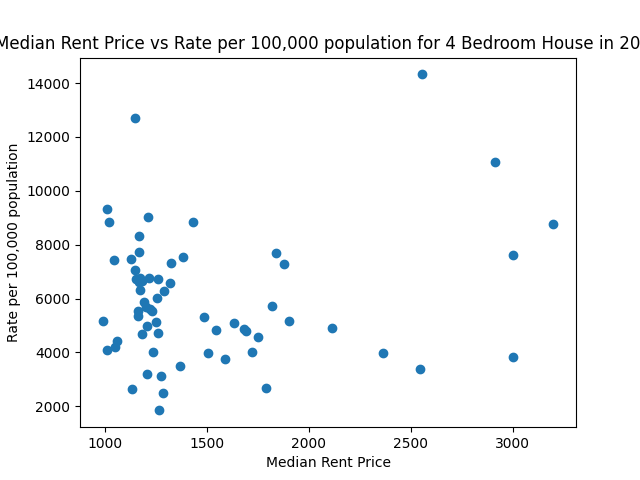 Median Rent Price vs Rate per 100,000 population for 4 Bedroom House in 20
14000
12000
10000
8000
6000
4000
2000
Rate per 100,000 population
1000 1500 2000 2500 3000
Median Rent Price